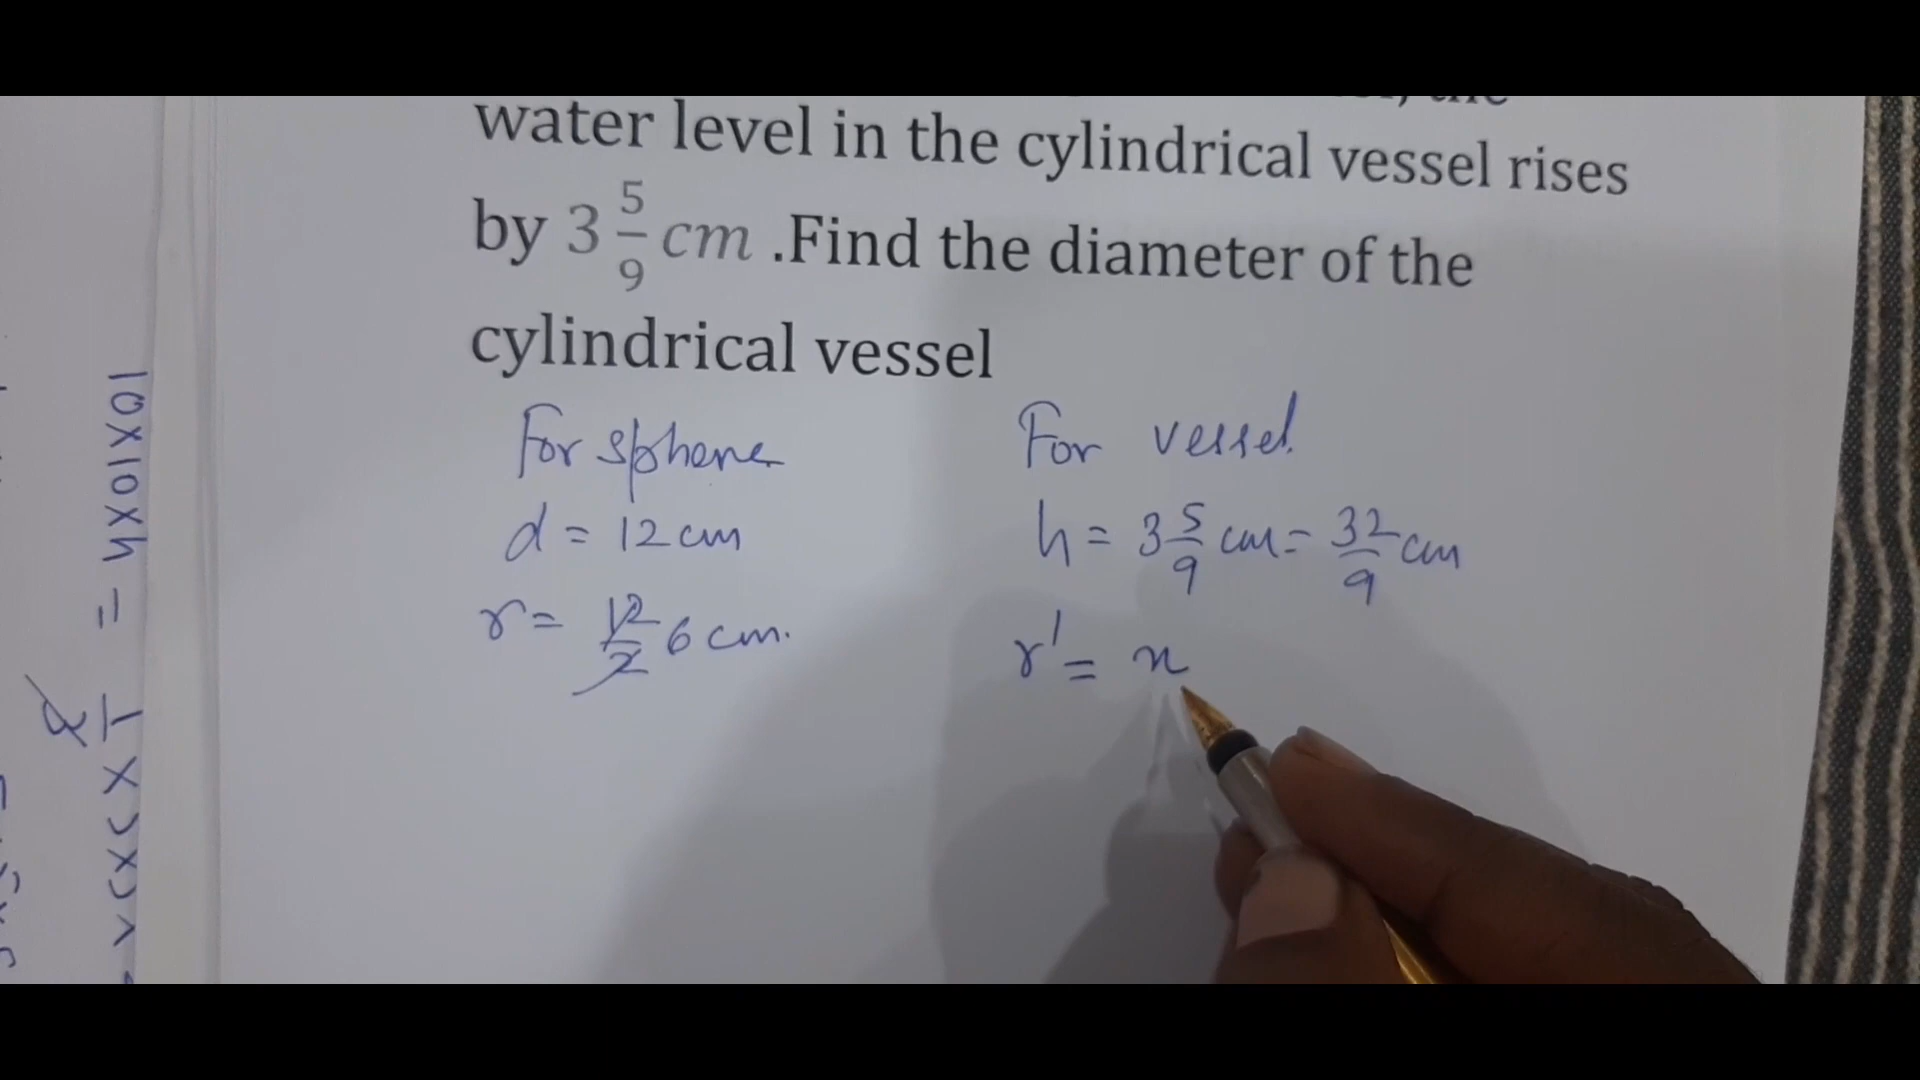 water level in the cylindrical vessel rises
by 3 5/9 cm .Find the diameter of the
cylindrical vessel
For sphere
d = 12 cm
r = 12/2 6 cm.
For vessel.
h = 3 5/9 cm = 32/9 cm
r' = x
= 4x10x10